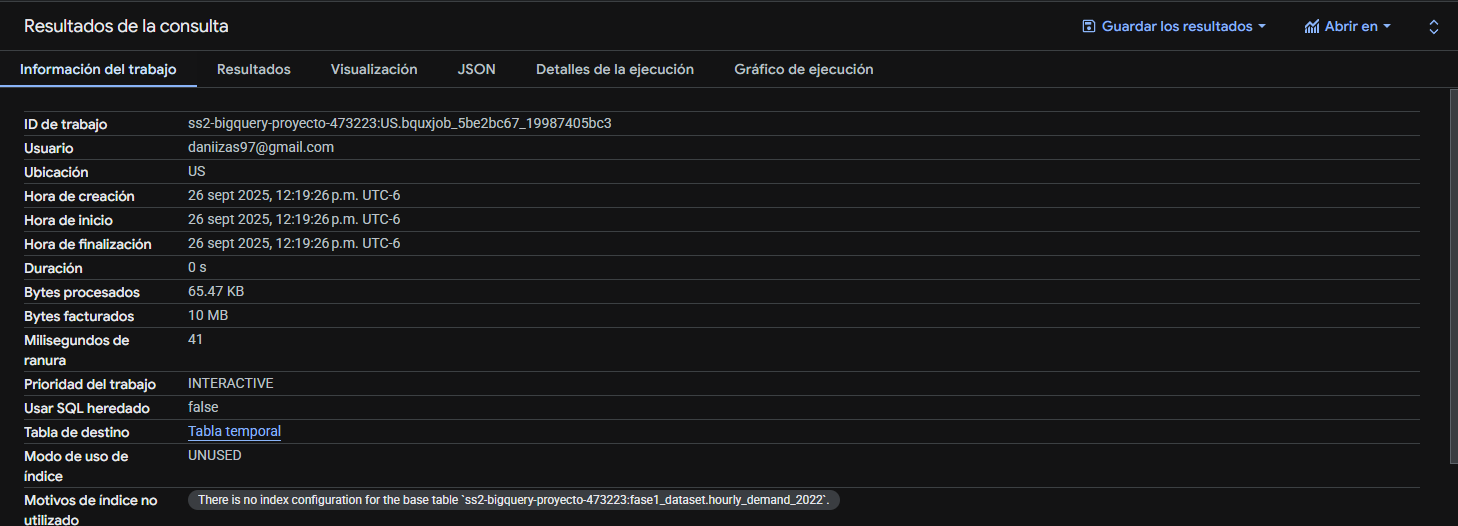 Resultados de la consulta
Guardar los resultados
Abrir en
Información del trabajo
Resultados
Visualización
JSON
Detalles de la ejecución
Gráfico de ejecución
ID de trabajo ss2-bigquery-proyecto-473223:US.bquxjob_5be2bc67_19987405bc3
Usuario daniizas97@gmail.com
Ubicación US
Hora de creación 26 sept 2025, 12:19:26 p.m. UTC-6
Hora de inicio 26 sept 2025, 12:19:26 p.m. UTC-6
Hora de finalización 26 sept 2025, 12:19:26 p.m. UTC-6
Duración 0 s
Bytes procesados 65.47 KB
Bytes facturados 10 MB
Milisegundos de 41
ranura
Prioridad del trabajo INTERACTIVE
Usar SQL heredado false
Tabla de destino Tabla temporal
Modo de uso de UNUSED
índice
Motivos de índice no There is no index configuration for the base table `ss2-bigquery-proyecto-473223:fase1_dataset.hourly_demand_2022`.
utilizado